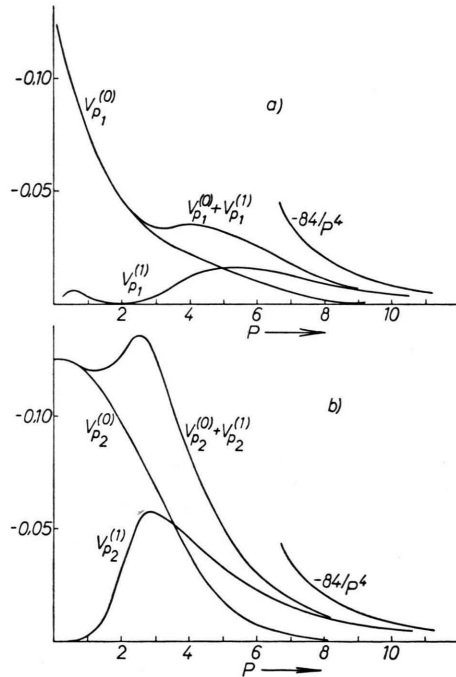 -0.10
V_{p_1}^{(0)}
a)
-0.05
V_{p_1}^{(0)}+V_{p_1}^{(1)}
-84/P^4
V_{p_1}^{(1)}
2 4 6 8 10
P
-0.10
b)
V_{p_2}^{(0)}
V_{p_2}^{(0)}+V_{p_2}^{(1)}
-0.05
V_{p_2}^{(1)}
-84/P^4
0 2 4 6 8 10
P